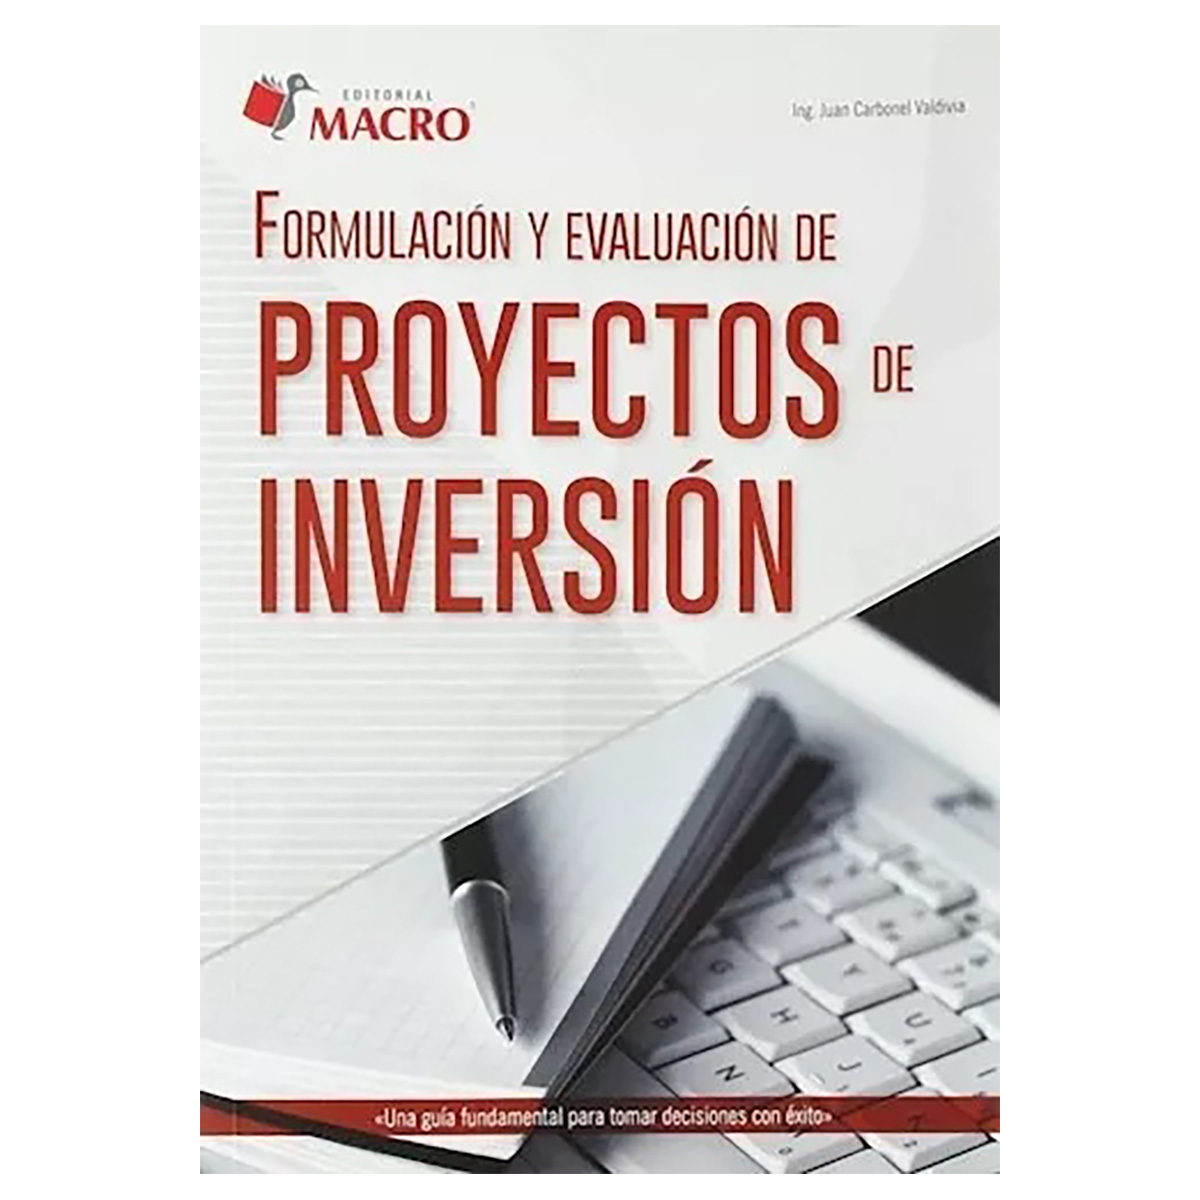 EDITORIAL
MACRO
Ing. Juan Carbonel Valdivia
FORMULACIÓN Y EVALUACIÓN DE
PROYECTOS DE
INVERSIÓN
G
Y
B
H
U
N
J
I
«Una guía fundamental para tomar decisiones con éxito»